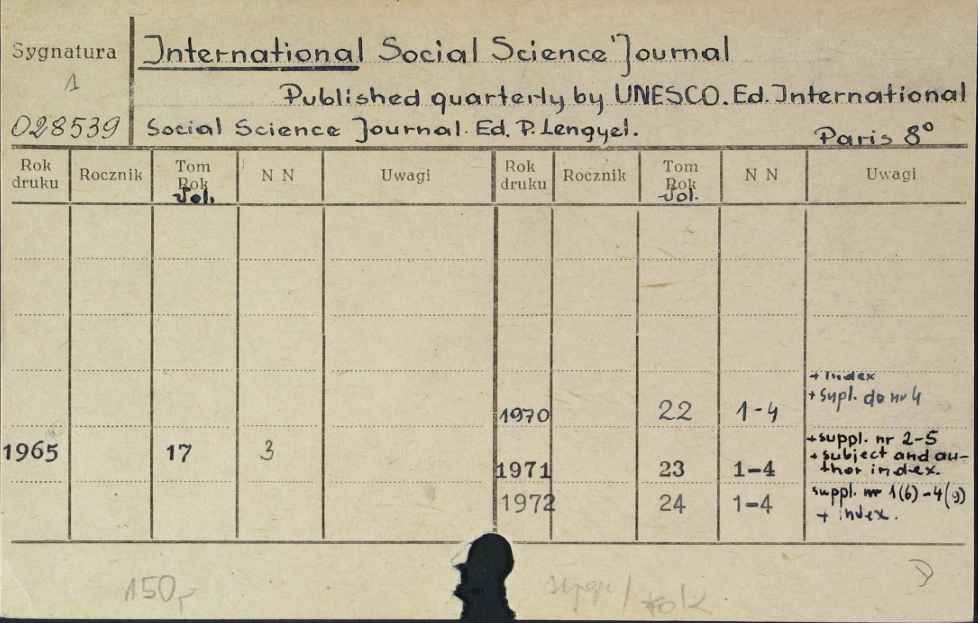 Sygnatura
International Social Science Journal
1
Published quarterly by UNESCO. Ed. International
028539
Social Science Journal. Ed. P. Lengyel.
Paris 8°
Rok druku Rocznik Tom Rok Vol. N N Uwagi Rok druku Rocznik Tom Rok Vol. N N Uwagi
+ index
+ supl. do nr 4
1970 22 1-4
1965 17 3
+ suppl. nr 2-5
+ subject and au-
thor index.
1971 23 1-4
1972 24 1-4 suppl. nr 1(6)-4(9)
+ index.
150,-